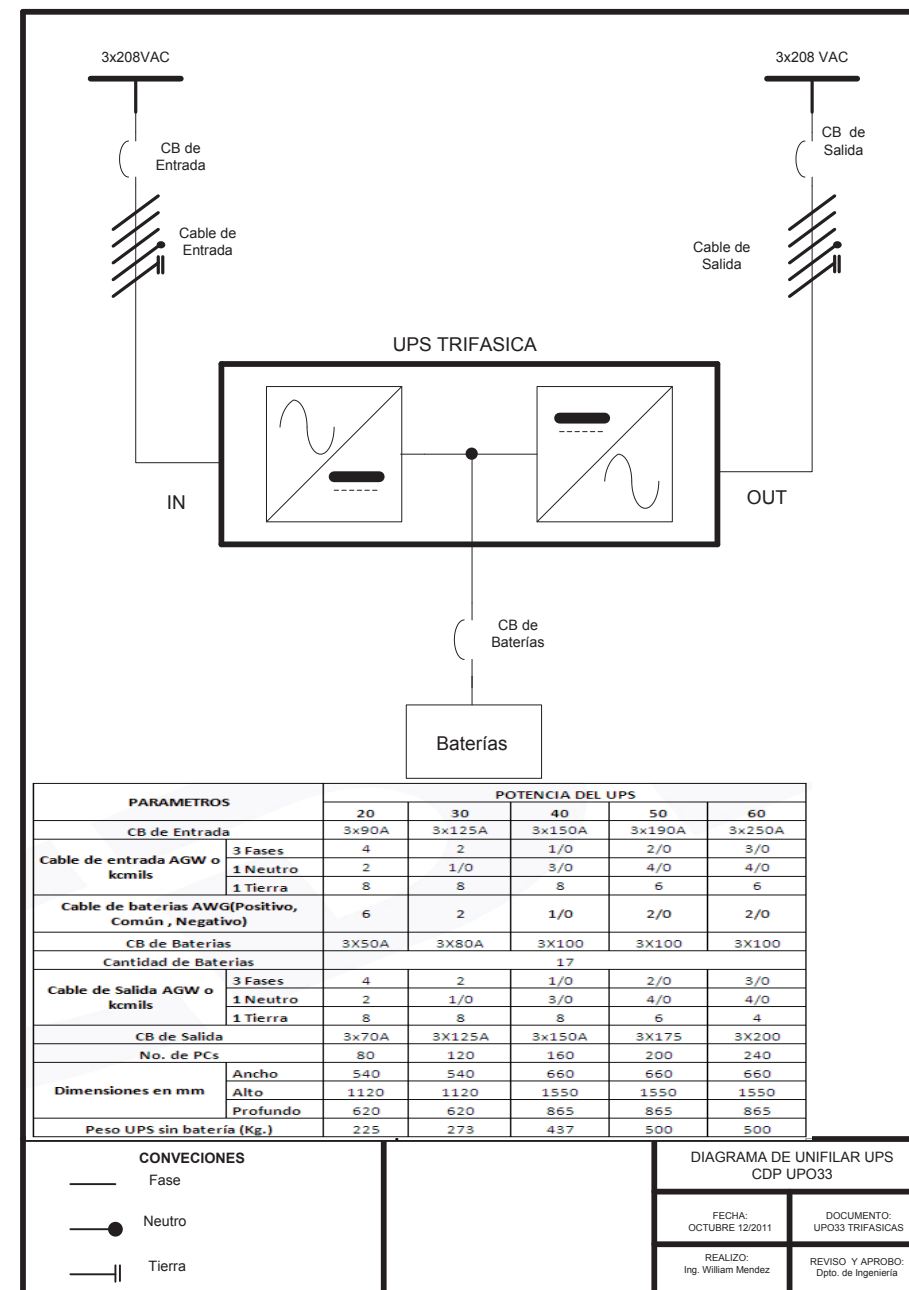 3x208VAC
3x208 VAC
CB de
Entrada
CB de
Salida
Cable de
Entrada
Cable de
Salida
UPS TRIFASICA
IN
OUT
CB de
Baterías
Baterías
PARAMETROS
POTENCIA DEL UPS
20 30 40 50 60
CB de Entrada 3x90A 3x125A 3x150A 3x190A 3x250A
Cable de entrada AGW o
kcmils
3 Fases 4 2 1/0 2/0 3/0
1 Neutro 2 1/0 3/0 4/0 4/0
1 Tierra 8 8 8 6 6
Cable de baterias AWG(Positivo,
Común , Negativo)
6 2 1/0 2/0 2/0
CB de Baterias 3X50A 3X80A 3X100 3X100 3X100
Cantidad de Baterias 17
Cable de Salida AGW o
kcmils
3 Fases 4 2 1/0 2/0 3/0
1 Neutro 2 1/0 3/0 4/0 4/0
1 Tierra 8 8 8 6 4
CB de Salida 3x70A 3X125A 3x150A 3X175 3X200
No. de PCs 80 120 160 200 240
Dimensiones en mm
Ancho 540 540 660 660 660
Alto 1120 1120 1550 1550 1550
Profundo 620 620 865 865 865
Peso UPS sin batería (Kg.) 225 273 437 500 500
CONVECIONES
Fase
Neutro
Tierra
DIAGRAMA DE UNIFILAR UPS
CDP UPO33
FECHA:
OCTUBRE 12/2011
DOCUMENTO:
UPO33 TRIFASICAS
REALIZO:
Ing. William Mendez
REVISO Y APROBO:
Dpto. de Ingeniería